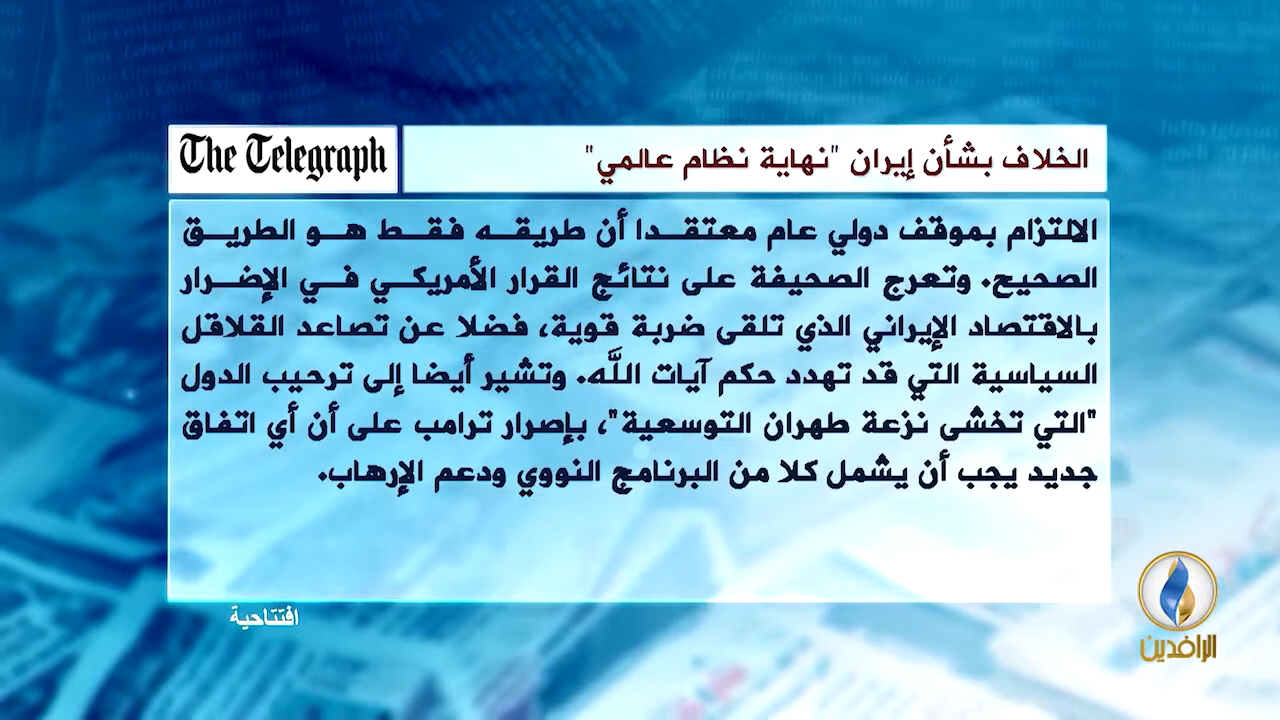 The Telegraph
الخلاف بشأن إيران "نهاية نظام عالمي"
الالتزام بموقف دولي عام معتقدا أن طريقه فقط هو الطريق
الصحيح. وتعرج الصحيفة على نتائج القرار الأمريكي في الإضرار
بالاقتصاد الإيراني الذي تلقى ضربة قوية، فضلا عن تصاعد القلاقل
السياسية التي قد تهدد حكم آيات الله. وتشير أيضا إلى ترحيب الدول
"التي تخشى نزعة طهران التوسعية"، بإصرار ترامب على أن أي اتفاق
جديد يجب أن يشمل كلا من البرنامج النووي ودعم الإرهاب.
افتتاحية
الرافدين